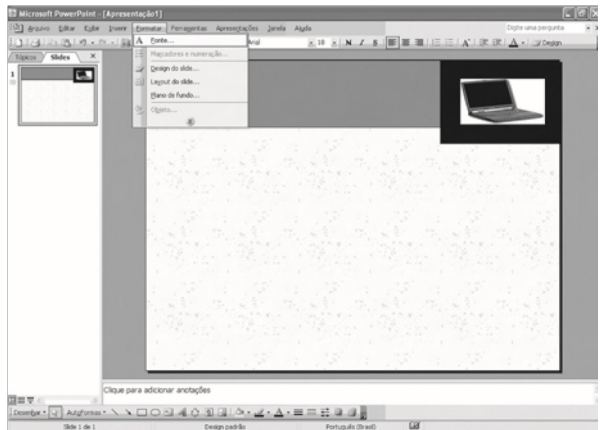 Microsoft PowerPoint - [Apresentação1]
Arquivo Editar Exibir Inserir Formatar Ferramentas Apresentações Janela Ajuda Digite uma pergunta
Arial 18 N I S Design
Tópicos Slides
Fonte...
Marcadores e numeração...
Design do slide...
Layout do slide...
Plano de fundo...
Objeto...
1
Clique para adicionar anotações
Desenhar AutoFormas
Slide 1 de 1 Design padrão Português (Brasil)